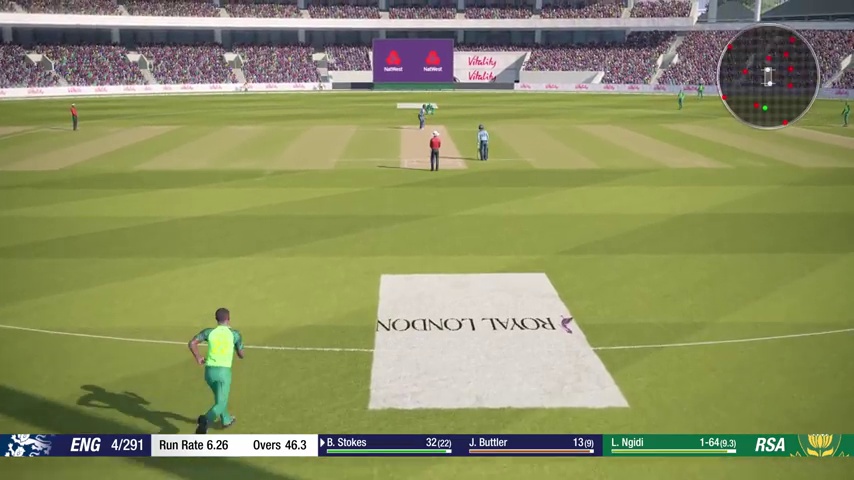 NatWest NatWest
Vitality
Vitality
ROYAL LONDON
ENG 4/291 Run Rate 6.26 Overs 46.3 B. Stokes 32(22) J. Buttler 13(9) L. Ngidi 1-64(9.3) RSA